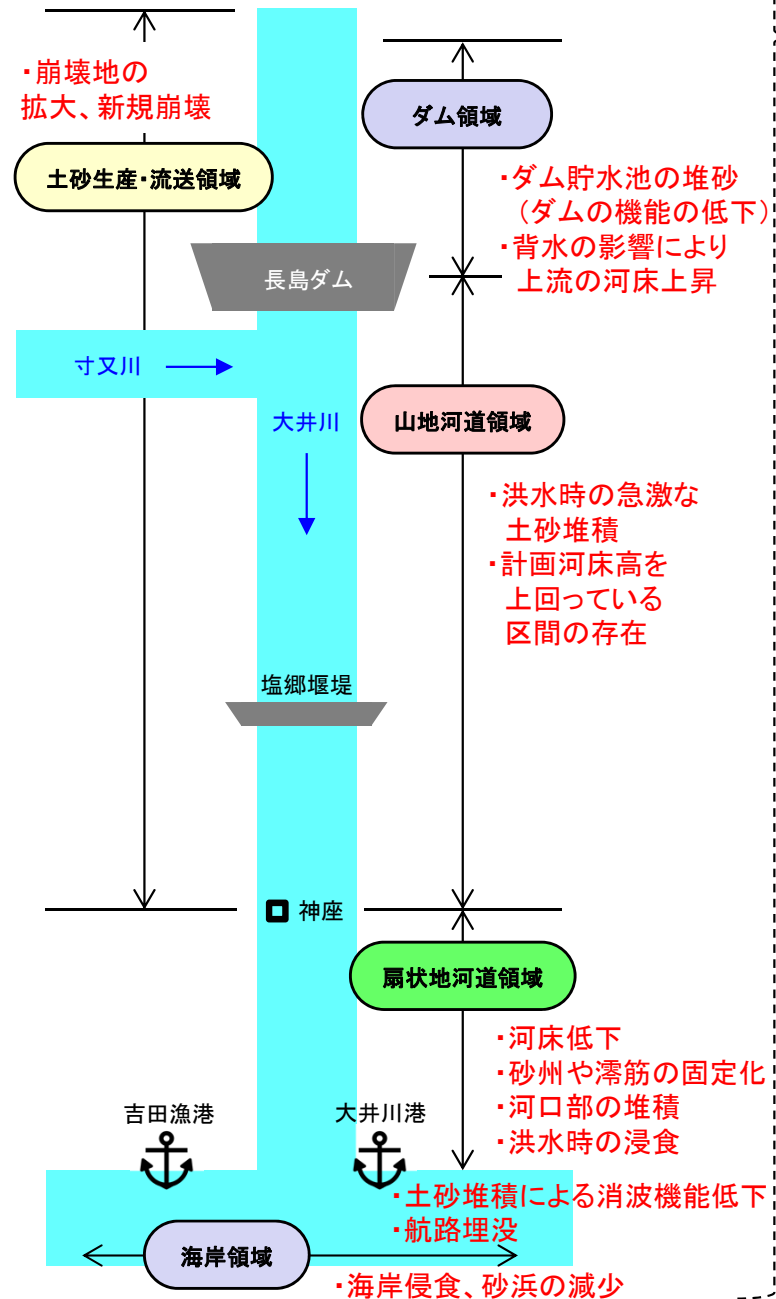 ・崩壊地の
拡大、新規崩壊
土砂生産・流送領域
ダム領域
・ダム貯水池の堆砂
（ダムの機能の低下）
・背水の影響により
上流の河床上昇
長島ダム
寸又川
大井川
山地河道領域
・洪水時の急激な
土砂堆積
・計画河床高を
上回っている
区間の存在
塩郷堰堤
神座
扇状地河道領域
・河床低下
・砂州や澪筋の固定化
・河口部の堆積
・洪水時の浸食
吉田漁港
大井川港
・土砂堆積による消波機能低下
・航路埋没
海岸領域
・海岸侵食、砂浜の減少